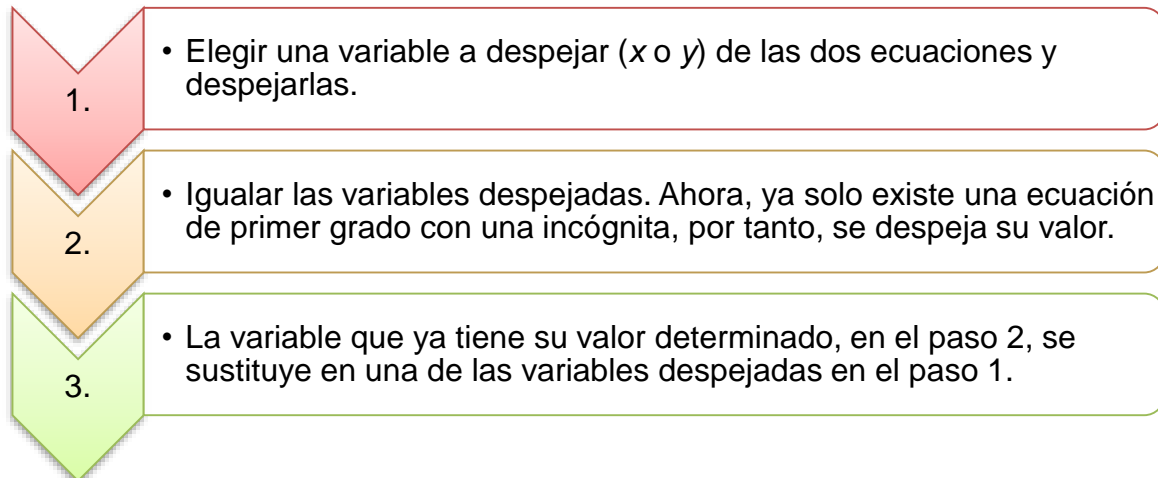 1.
• Elegir una variable a despejar (x o y) de las dos ecuaciones y
despejarlas.
2.
• Igualar las variables despejadas. Ahora, ya solo existe una ecuación
de primer grado con una incógnita, por tanto, se despeja su valor.
3.
• La variable que ya tiene su valor determinado, en el paso 2, se
sustituye en una de las variables despejadas en el paso 1.